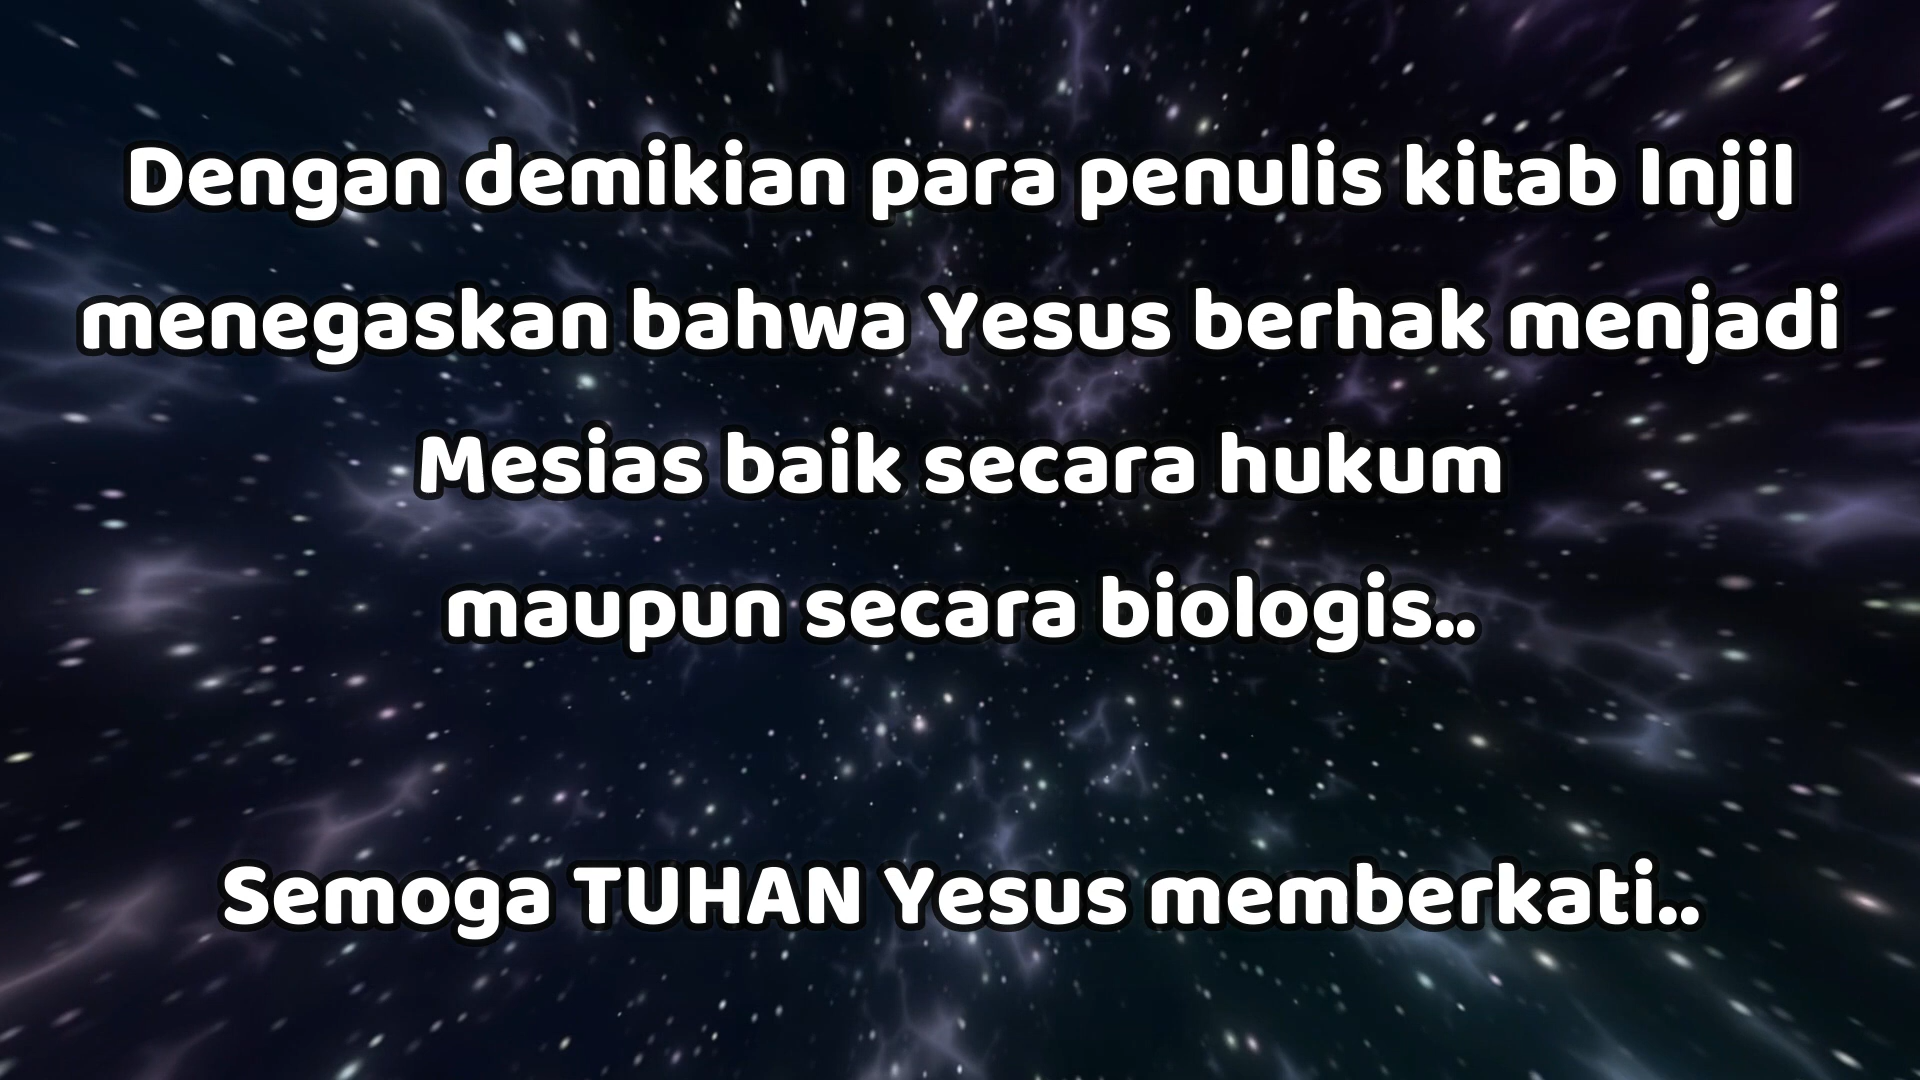 Dengan demikian para penulis kitab Injil
menegaskan bahwa Yesus berhak menjadi
Mesias baik secara hukum
maupun secara biologis..
Semoga TUHAN Yesus memberkati..